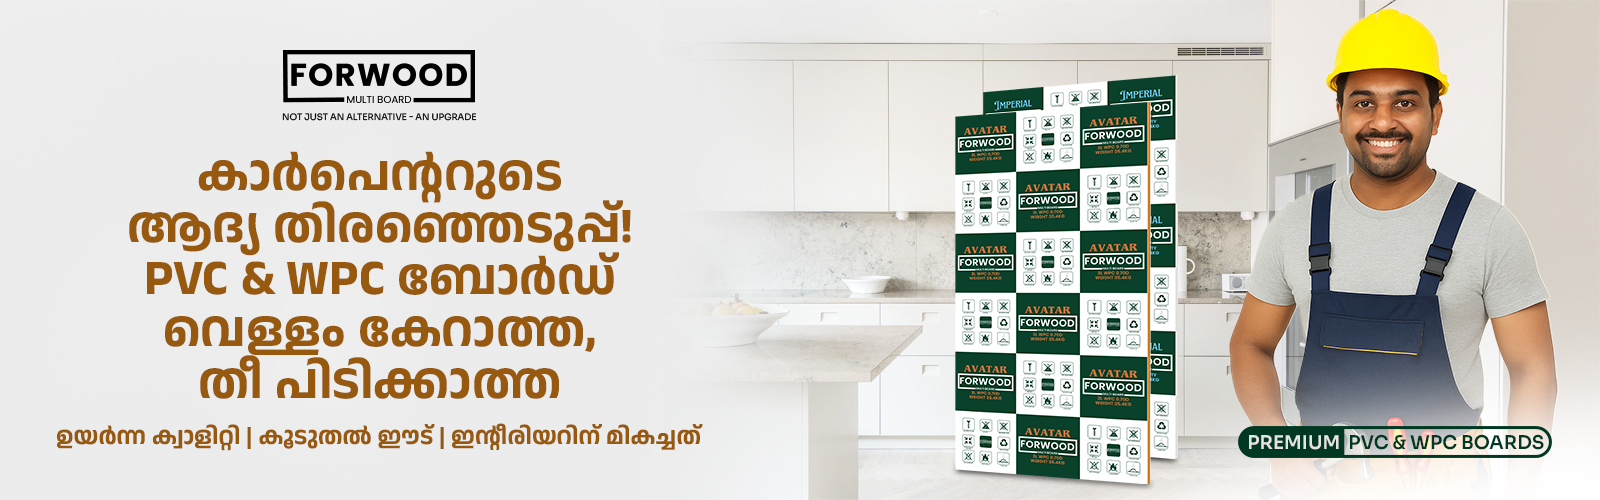 FORWOOD
MULTI BOARD
NOT JUST AN ALTERNATIVE - AN UPGRADE
കാർപെന്ററുടെ
ആദ്യ തിരഞ്ഞെടുപ്പ്!
PVC & WPC ബോർഡ്
വെള്ളം കേറാത്ത,
തീ പിടിക്കാത്ത
ഉയർന്ന ക്വാളിറ്റി | കൂടുതൽ ഈട് | ഇന്റീരിയറിന് മികച്ചത്
IMPERIAL
IMPERIAL
AVATAR
FORWOOD
AVATAR
FORWOOD
AVATAR
FORWOOD
AVATAR
FORWOOD
AVATAR
FORWOOD
AVATAR
FORWOOD
AVATAR
FORWOOD
AVATAR
FORWOOD
AVATAR
FORWOOD
PREMIUM PVC & WPC BOARDS